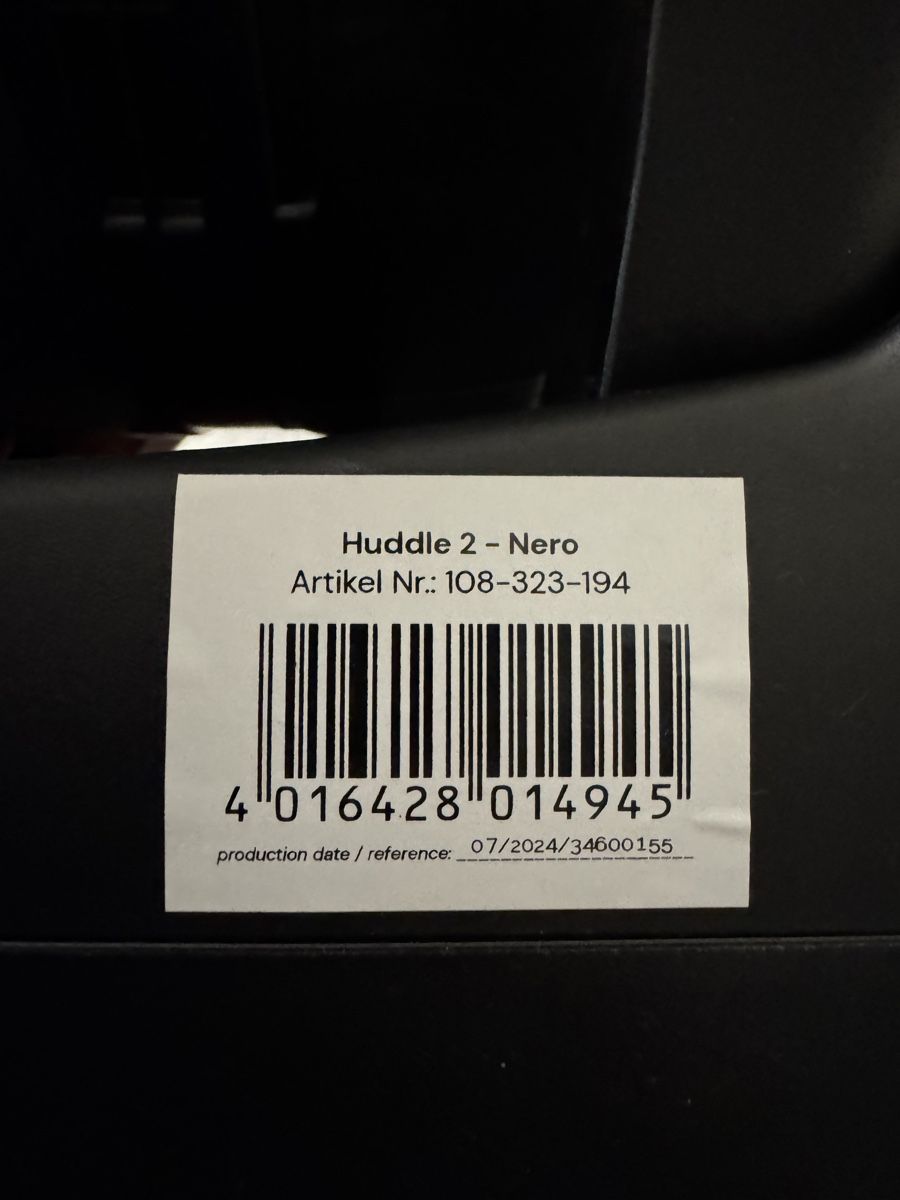 Huddle 2 - Nero
Artikel Nr.: 108-323-194
4 016428 014945
production date / reference: 07/2024/34600155